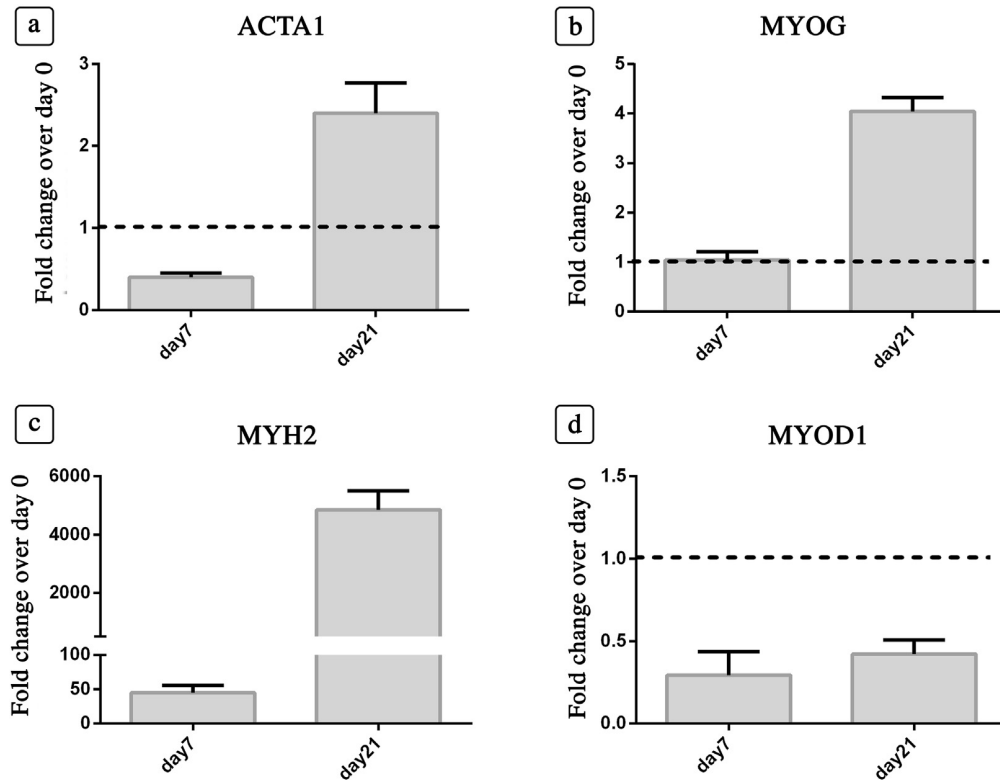 a
ACTA1
Fold change over day 0
3
2
1
0
day7
day21
b
MYOG
Fold change over day 0
5
4
3
2
1
0
day7
day21
c
MYH2
Fold change over day 0
6000
4000
2000
100
50
0
day7
day21
d
MYOD1
Fold change over day 0
1.5
1.0
0.5
0.0
day7
day21